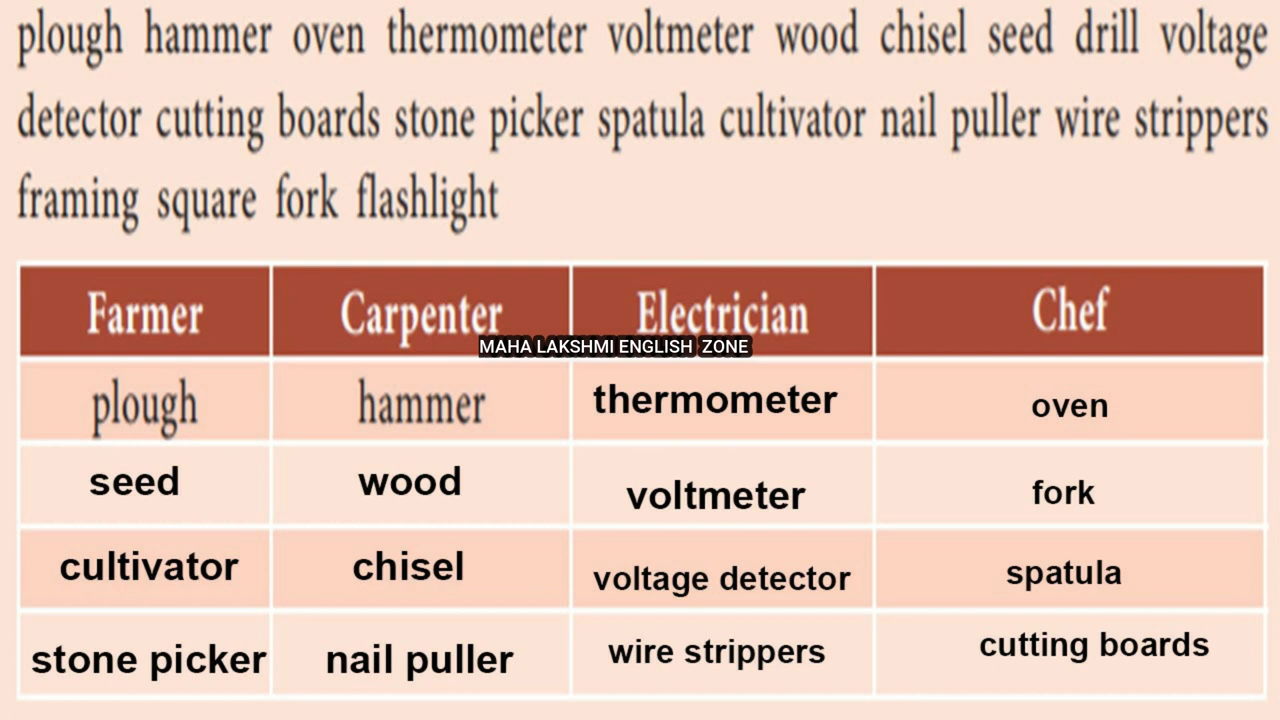 plough hammer oven thermometer voltmeter wood chisel seed drill voltage
detector cutting boards stone picker spatula cultivator nail puller wire strippers
framing square fork flashlight
Farmer Carpenter Electrician Chef
MAHA LAKSHMI ENGLISH ZONE
plough hammer thermometer oven
seed wood voltmeter fork
cultivator chisel voltage detector spatula
stone picker nail puller wire strippers cutting boards